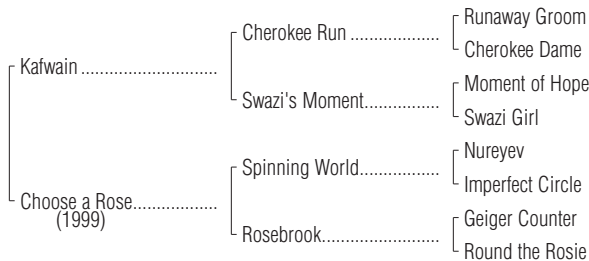 Runaway Groom
Cherokee Run ..................
Cherokee Dame
Kafwain ............................
Moment of Hope
Swazi's Moment...............
Swazi Girl
Nureyev
Spinning World................
Imperfect Circle
Choose a Rose.................
(1999)
Geiger Counter
Rosebrook........................
Round the Rosie